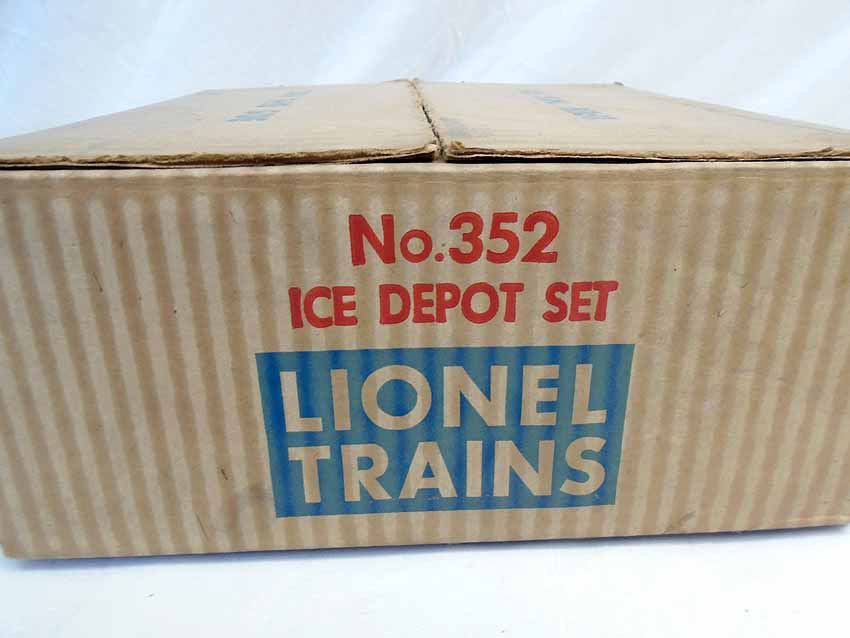 No.352
ICE DEPOT SET
LIONEL
TRAINS